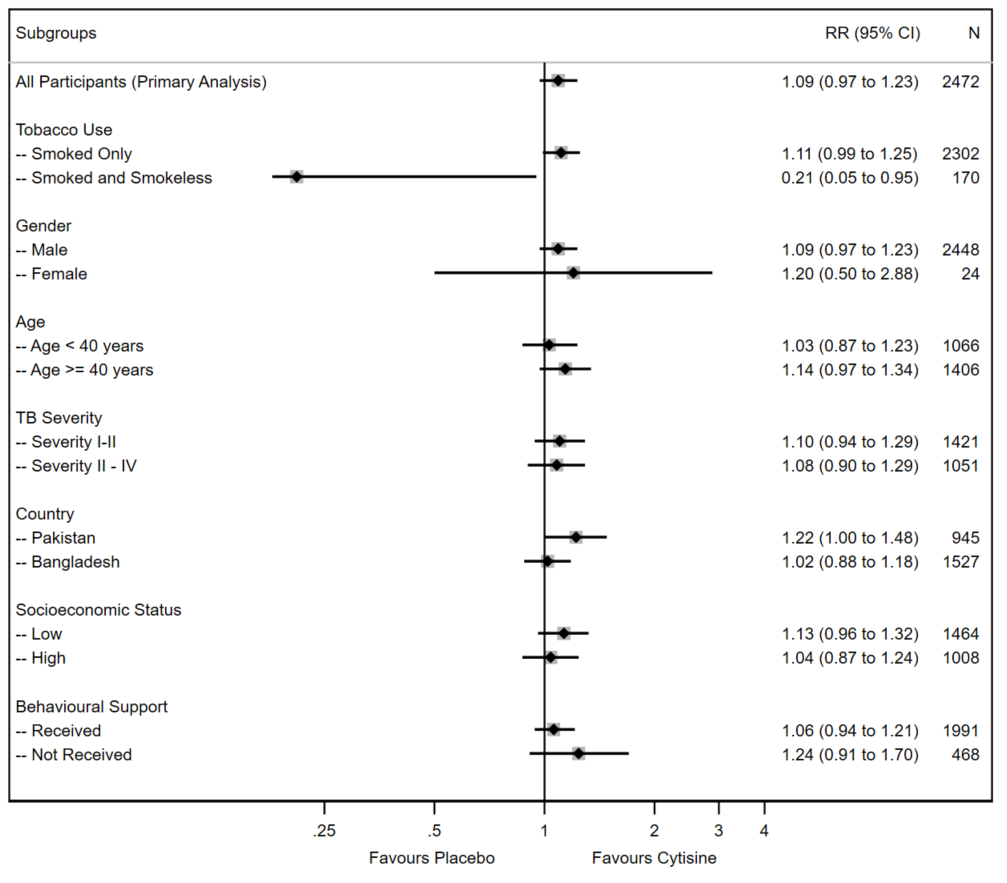 Subgroups RR (95% CI) N
All Participants (Primary Analysis) 1.09 (0.97 to 1.23) 2472
Tobacco Use
-- Smoked Only 1.11 (0.99 to 1.25) 2302
-- Smoked and Smokeless 0.21 (0.05 to 0.95) 170
Gender
-- Male 1.09 (0.97 to 1.23) 2448
-- Female 1.20 (0.50 to 2.88) 24
Age
-- Age < 40 years 1.03 (0.87 to 1.23) 1066
-- Age >= 40 years 1.14 (0.97 to 1.34) 1406
TB Severity
-- Severity I-II 1.10 (0.94 to 1.29) 1421
-- Severity II - IV 1.08 (0.90 to 1.29) 1051
Country
-- Pakistan 1.22 (1.00 to 1.48) 945
-- Bangladesh 1.02 (0.88 to 1.18) 1527
Socioeconomic Status
-- Low 1.13 (0.96 to 1.32) 1464
-- High 1.04 (0.87 to 1.24) 1008
Behavioural Support
-- Received 1.06 (0.94 to 1.21) 1991
-- Not Received 1.24 (0.91 to 1.70) 468
.25 .5 1 2 3 4
Favours Placebo Favours Cytisine